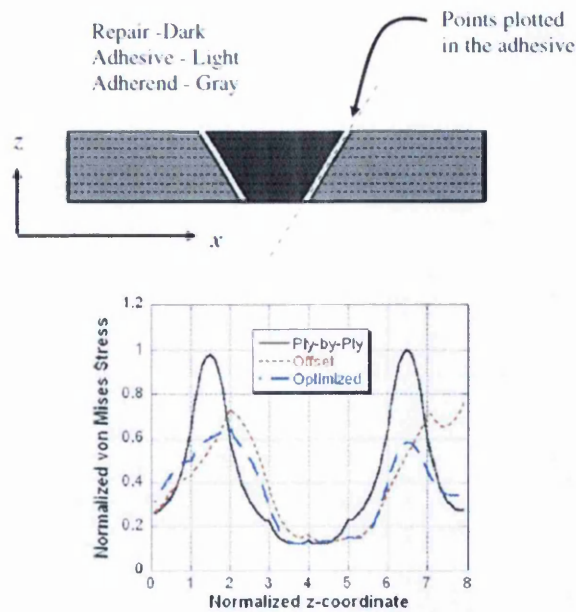 Repair -Dark
Adhesive - Light
Adherend - Gray
Points plotted
in the adhesive
z
x
1.2
1
0.8
0.6
0.4
0.2
0
Normalized von Mises Stress
Ply-by-Ply
Offset
Optimized
0 1 2 3 4 5 6 7 8
Normalized z-coordinate